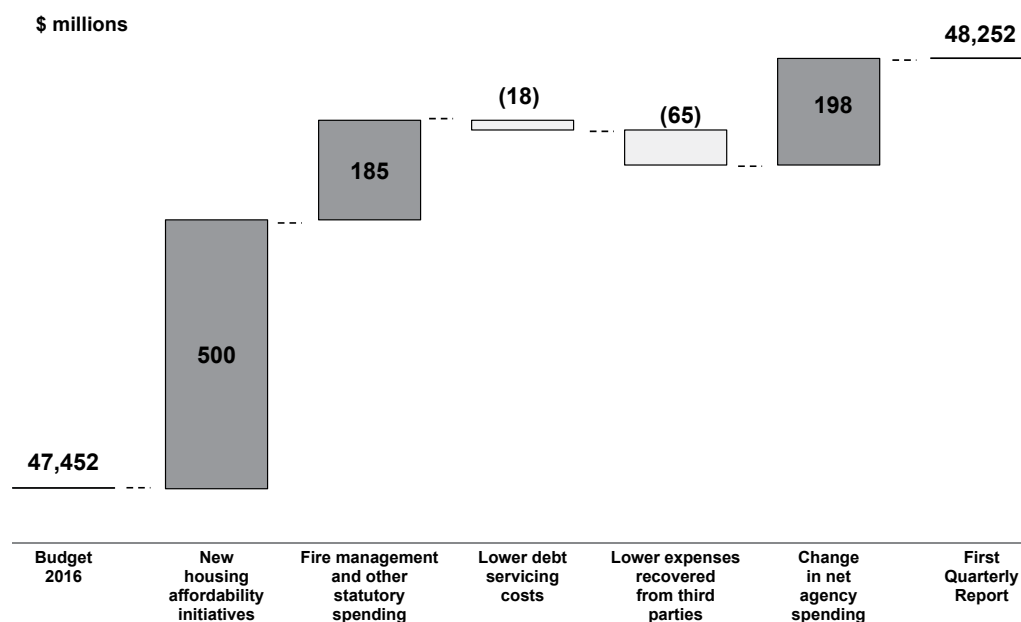 $ millions
48,252
(18)
(65)
198
185
500
47,452
Budget
2016
New
housing
affordability
initiatives
Fire management
and other
statutory
spending
Lower debt
servicing
costs
Lower expenses
recovered
from third
parties
Change
in net
agency
spending
First
Quarterly
Report